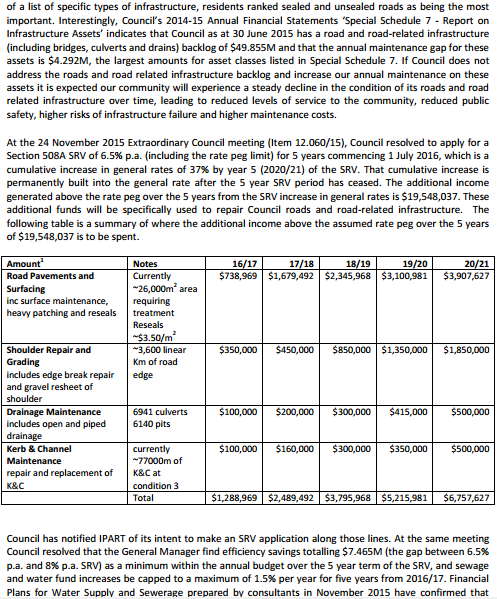 of a list of specific types of infrastructure, residents ranked sealed and unsealed roads as being the most
important. Interestingly, Council's 2014-15 Annual Financial Statements 'Special Schedule 7 - Report on
Infrastructure Assets' indicates that Council as at 30 June 2015 has a road and road-related infrastructure
(including bridges, culverts and drains) backlog of $49.855M and that the annual maintenance gap for these
assets is $4.292M, the largest amounts for asset classes listed in Special Schedule 7. If Council does not
address the roads and road related infrastructure backlog and increase our annual maintenance on these
assets it is expected our community will experience a steady decline in the condition of its roads and road
related infrastructure over time, leading to reduced levels of service to the community, reduced public
safety, higher risks of infrastructure failure and higher maintenance costs.
At the 24 November 2015 Extraordinary Council meeting (Item 12.060/15), Council resolved to apply for a
Section 508A SRV of 6.5% p.a. (including the rate peg limit) for 5 years commencing 1 July 2016, which is a
cumulative increase in general rates of 37% by year 5 (2020/21) of the SRV. That cumulative increase is
permanently built into the general rate after the 5 year SRV period has ceased. The additional income
generated above the rate peg over the 5 years from the SRV increase in general rates is $19,548,037. These
additional funds will be specifically used to repair Council roads and road-related infrastructure. The
following table is a summary of where the additional income above the assumed rate peg over the 5 years
of $19,548,037 is to be spent.
Amount¹ Notes 16/17 17/18 18/19 19/20 20/21
Road Pavements and Currently $738,969 $1,679,492 $2,345,968 $3,100,981 $3,907,627
Surfacing ~26,000m² area
inc surface maintenance, requiring
heavy patching and reseals treatment
Reseals
~$3.50/m²
Shoulder Repair and ~3,600 linear $350,000 $450,000 $850,000 $1,350,000 $1,850,000
Grading Km of road
includes edge break repair edge
and gravel resheet of
shoulder
Drainage Maintenance 6941 culverts $100,000 $200,000 $300,000 $415,000 $500,000
includes open and piped 6140 pits
drainage
Kerb & Channel currently $100,000 $160,000 $300,000 $350,000 $500,000
Maintenance ~77000m of
repair and replacement of K&C at
K&C condition 3
Total $1,288,969 $2,489,492 $3,795,968 $5,215,981 $6,757,627
Council has notified IPART of its intent to make an SRV application along those lines. At the same meeting
Council resolved that the General Manager find efficiency savings totalling $7.465M (the gap between 6.5%
p.a. and 8% p.a. SRV) as a minimum within the annual budget over the 5 year term of the SRV, and sewage
and water fund increases be capped to a maximum of 1.5% per year for five years from 2016/17. Financial
Plans for Water Supply and Sewerage prepared by consultants in November 2015 have confirmed that